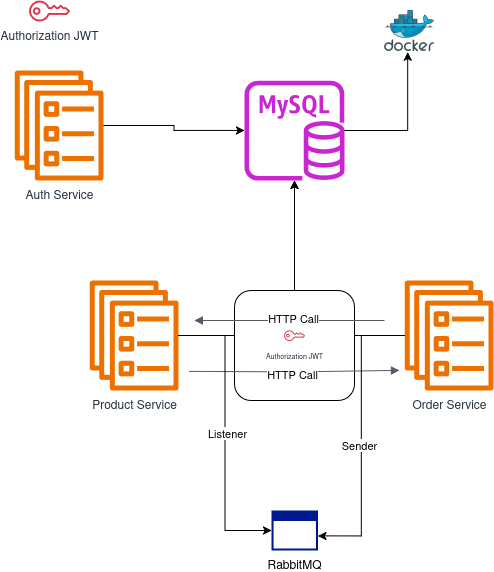 Authorization JWT
docker
MySQL
Auth Service
HTTP Call
Authorization JWT
HTTP Call
Product Service
Order Service
Listener
Sender
RabbitMQ